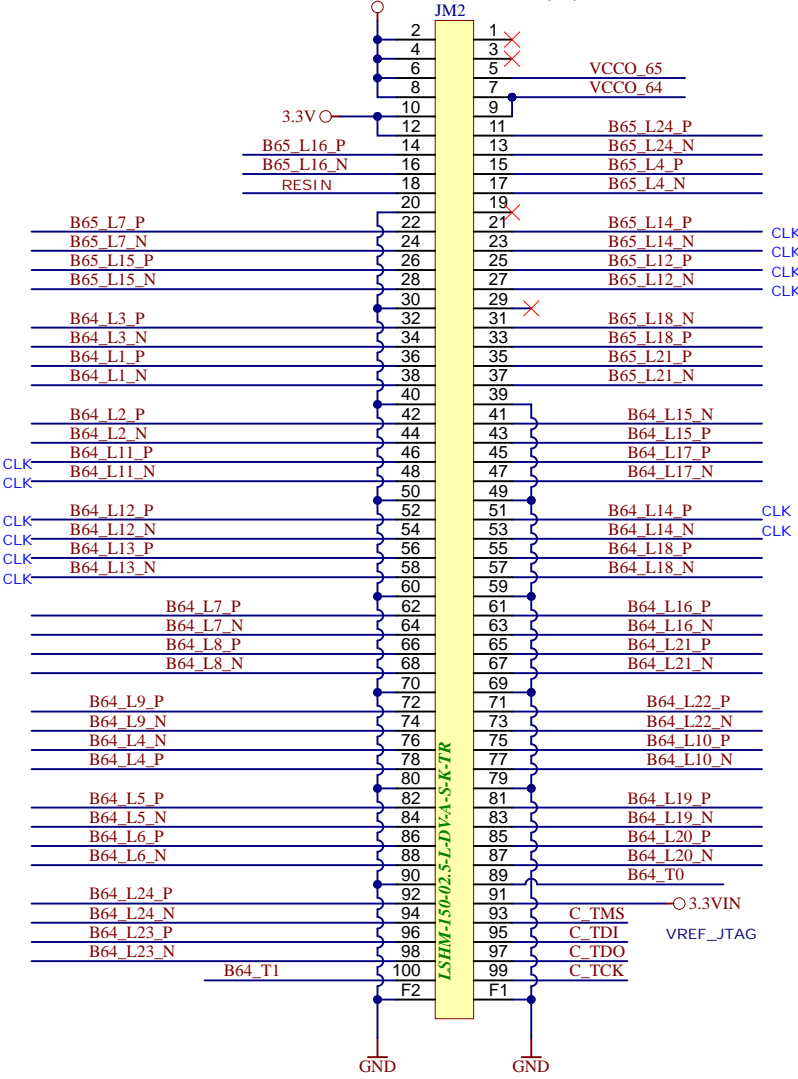 JM2
2 1
4 3
6 5 VCCO_65
8 7 VCCO_64
3.3V 10 9
12 11 B65_L24_P
B65_L16_P 14 13 B65_L24_N
B65_L16_N 16 15 B65_L4_P
RESIN 18 17 B65_L4_N
20 19
B65_L7_P 22 21 B65_L14_P CLK
B65_L7_N 24 23 B65_L14_N CLK
B65_L15_P 26 25 B65_L12_P CLK
B65_L15_N 28 27 B65_L12_N CLK
30 29
B64_L3_P 32 31 B65_L18_N
B64_L3_N 34 33 B65_L18_P
B64_L1_P 36 35 B65_L21_P
B64_L1_N 38 37 B65_L21_N
40 39
B64_L2_P 42 41 B64_L15_N
B64_L2_N 44 43 B64_L15_P
CLK B64_L11_P 46 45 B64_L17_P
CLK B64_L11_N 48 47 B64_L17_N
50 49
CLK B64_L12_P 52 51 B64_L14_P CLK
CLK B64_L12_N 54 53 B64_L14_N CLK
CLK B64_L13_P 56 55 B64_L18_P
CLK B64_L13_N 58 57 B64_L18_N
60 59
B64_L7_P 62 61 B64_L16_P
B64_L7_N 64 63 B64_L16_N
B64_L8_P 66 65 B64_L21_P
B64_L8_N 68 67 B64_L21_N
70 69
B64_L9_P 72 71 B64_L22_P
B64_L9_N 74 73 B64_L22_N
B64_L4_N 76 75 B64_L10_P
B64_L4_P 78 77 B64_L10_N
80 79
B64_L5_P 82 81 B64_L19_P
B64_L5_N 84 83 B64_L19_N
B64_L6_P 86 85 B64_L20_P
B64_L6_N 88 87 B64_L20_N
90 89 B64_T0
B64_L24_P 92 91 3.3VIN
B64_L24_N 94 93 C_TMS
B64_L23_P 96 95 C_TDI VREF_JTAG
B64_L23_N 98 97 C_TDO
B64_T1 100 99 C_TCK
F2 F1
LSHM-150-02.5-L-DV-A-S-K-TR
GND GND